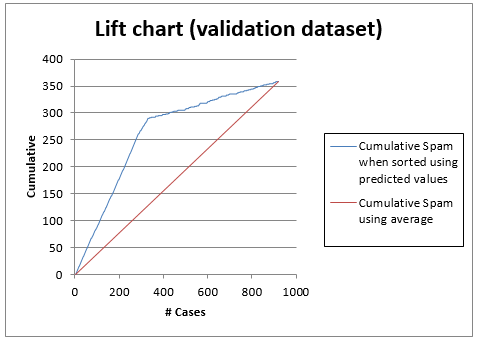 Lift chart (validation dataset)
400
350
300
250
200
150
100
50
0
Cumulative
0 200 400 600 800 1000
# Cases
Cumulative Spam
when sorted using
predicted values
Cumulative Spam
using average